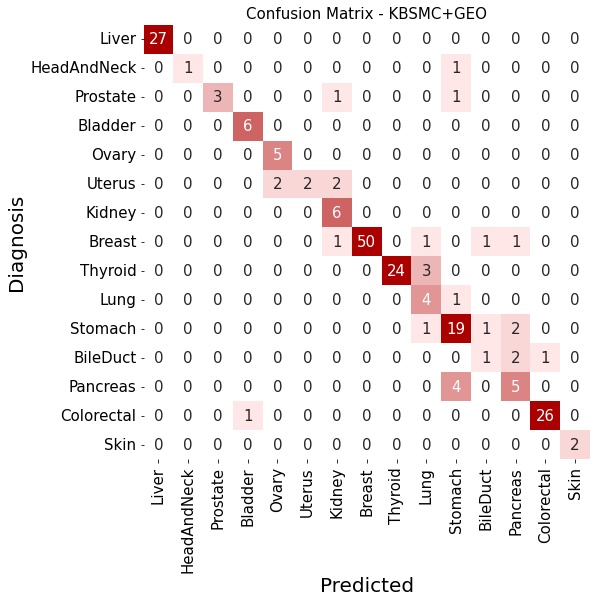 Confusion Matrix - KBSMC+GEO
Diagnosis
Liver 27 0 0 0 0 0 0 0 0 0 0 0 0 0 0
HeadAndNeck 0 1 0 0 0 0 0 0 0 0 1 0 0 0 0
Prostate 0 0 3 0 0 0 1 0 0 0 1 0 0 0 0
Bladder 0 0 0 6 0 0 0 0 0 0 0 0 0 0 0
Ovary 0 0 0 0 5 0 0 0 0 0 0 0 0 0 0
Uterus 0 0 0 0 2 2 2 0 0 0 0 0 0 0 0
Kidney 0 0 0 0 0 0 6 0 0 0 0 0 0 0 0
Breast 0 0 0 0 0 0 1 50 0 1 0 1 1 0 0
Thyroid 0 0 0 0 0 0 0 0 24 3 0 0 0 0 0
Lung 0 0 0 0 0 0 0 0 0 4 1 0 0 0 0
Stomach 0 0 0 0 0 0 0 0 0 1 19 1 2 0 0
BileDuct 0 0 0 0 0 0 0 0 0 0 0 1 2 1 0
Pancreas 0 0 0 0 0 0 0 0 0 0 4 0 5 0 0
Colorectal 0 0 0 1 0 0 0 0 0 0 0 0 0 26 0
Skin 0 0 0 0 0 0 0 0 0 0 0 0 0 0 2
Liver HeadAndNeck Prostate Bladder Ovary Uterus Kidney Breast Thyroid Lung Stomach BileDuct Pancreas Colorectal Skin
Predicted